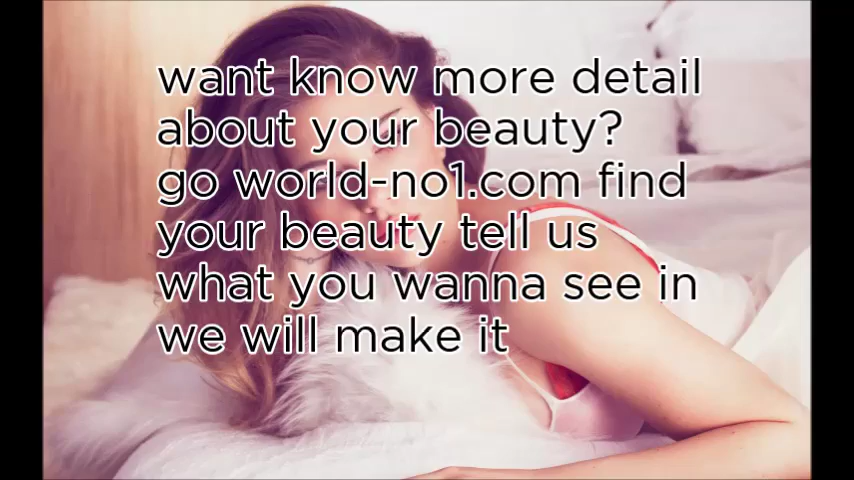 want know more detail
about your beauty?
go world-no1.com find
your beauty tell us
what you wanna see in
we will make it